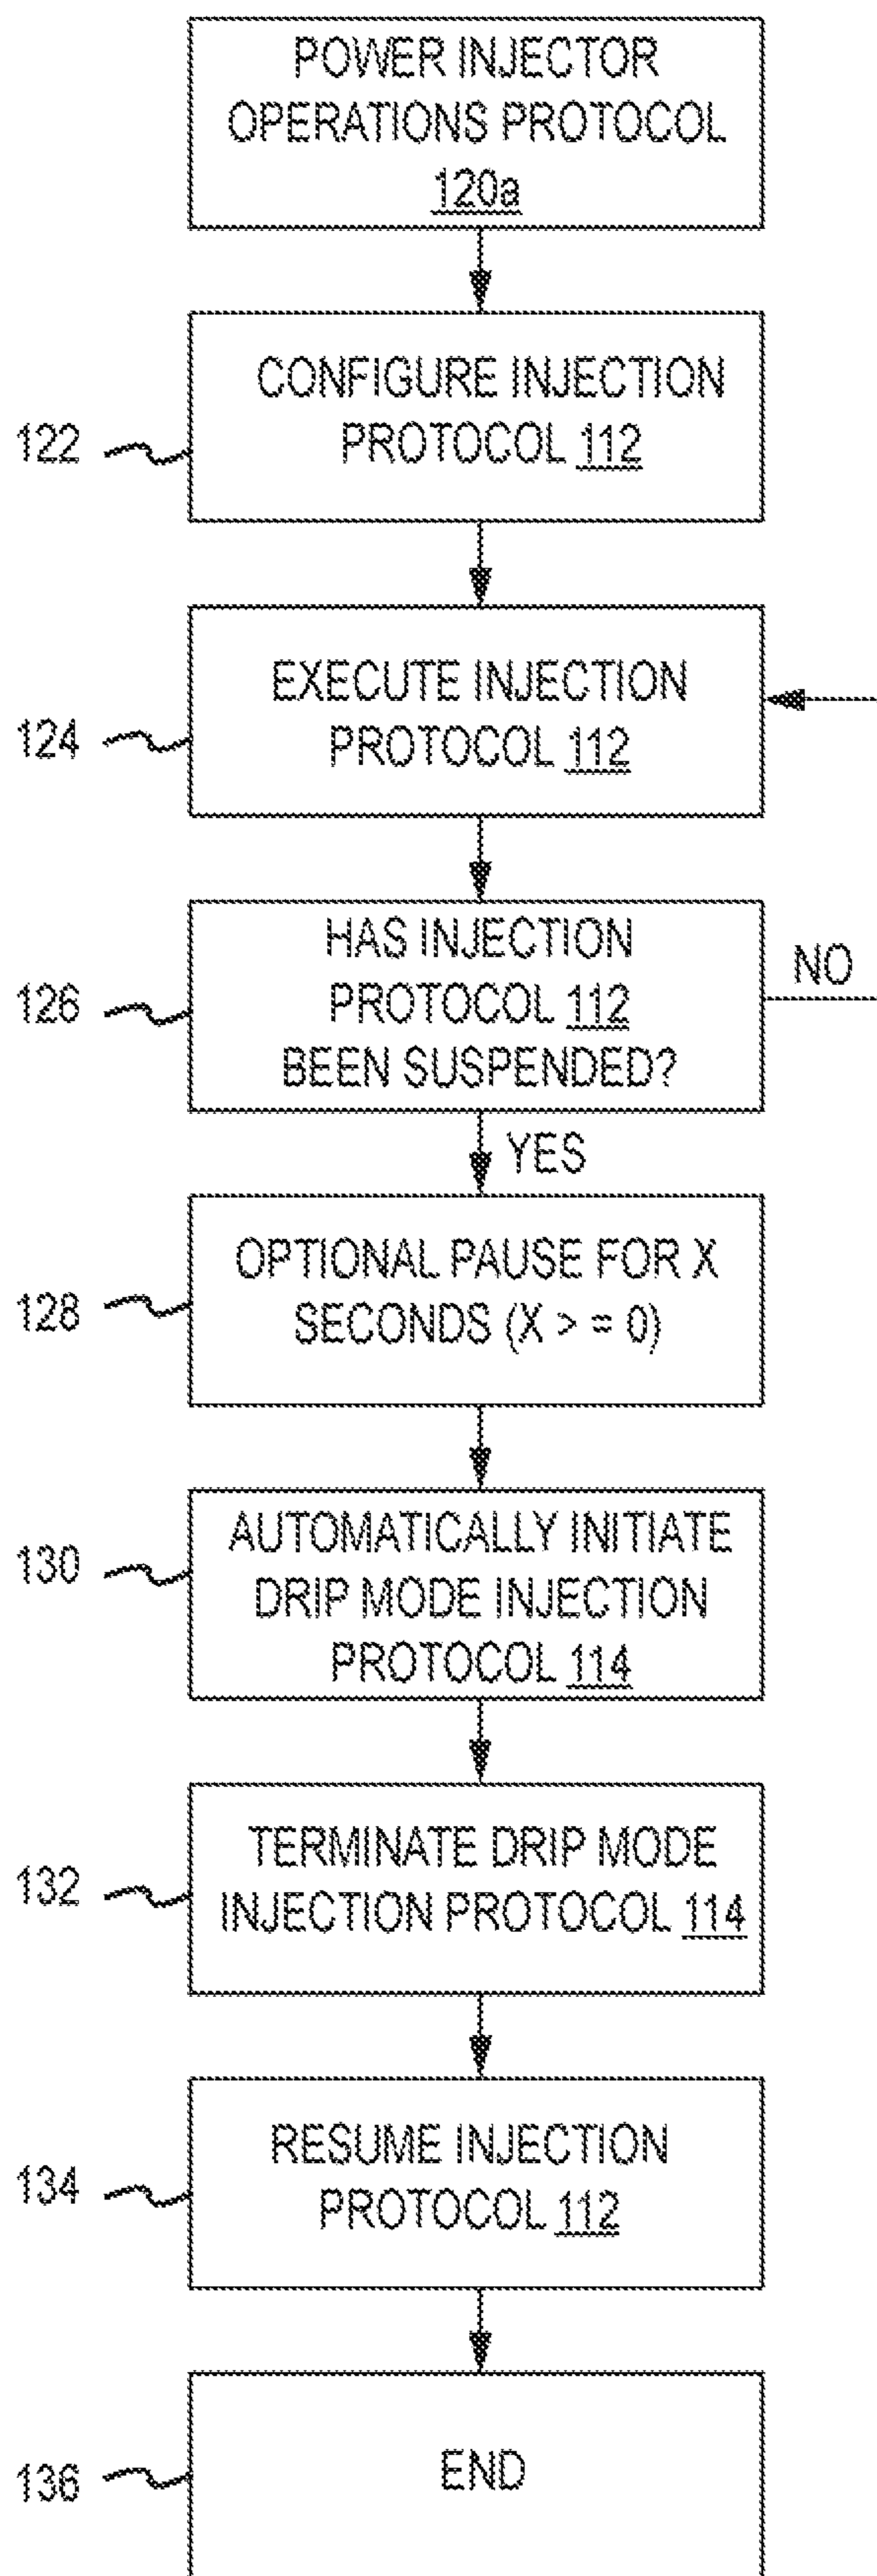 POWER INJECTOR
OPERATIONS PROTOCOL
120a
CONFIGURE INJECTION
PROTOCOL 112
122
EXECUTE INJECTION
PROTOCOL 112
124
HAS INJECTION
PROTOCOL 112
BEEN SUSPENDED?
126
NO
YES
OPTIONAL PAUSE FOR X
SECONDS (X > = 0)
128
AUTOMATICALLY INITIATE
DRIP MODE INJECTION
PROTOCOL 114
130
TERMINATE DRIP MODE
INJECTION PROTOCOL 114
132
RESUME INJECTION
PROTOCOL 112
134
END
136